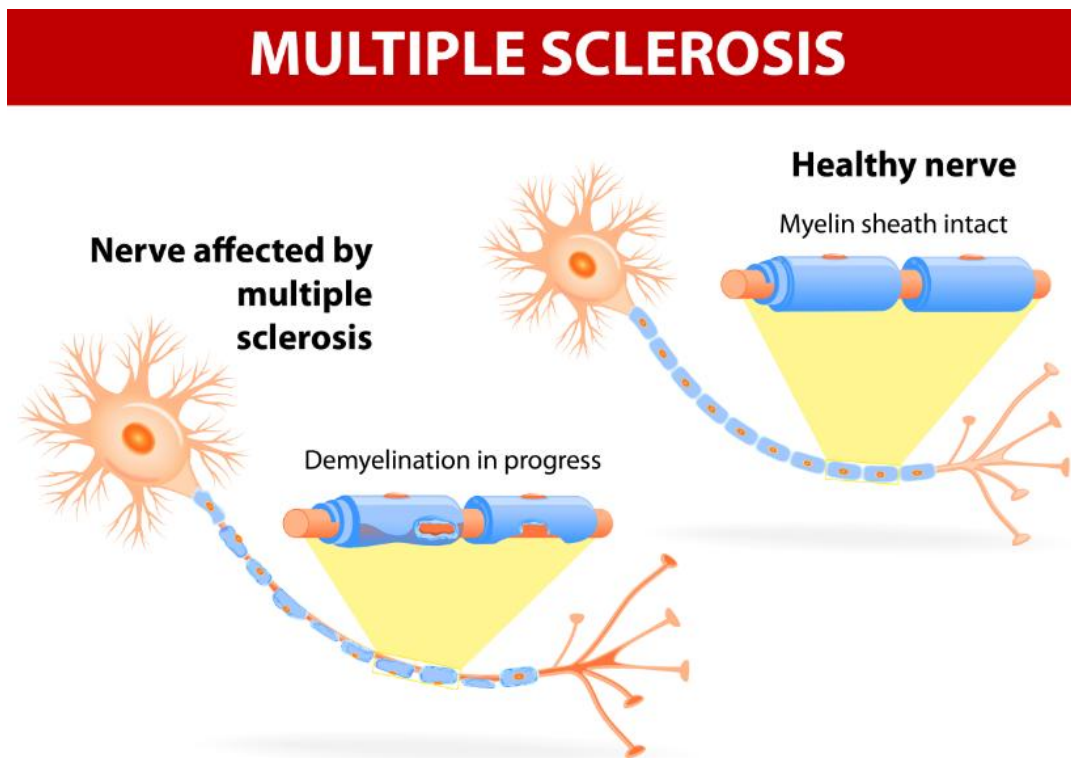 MULTIPLE SCLEROSIS
Healthy nerve
Myelin sheath intact
Nerve affected by
multiple
sclerosis
Demyelination in progress